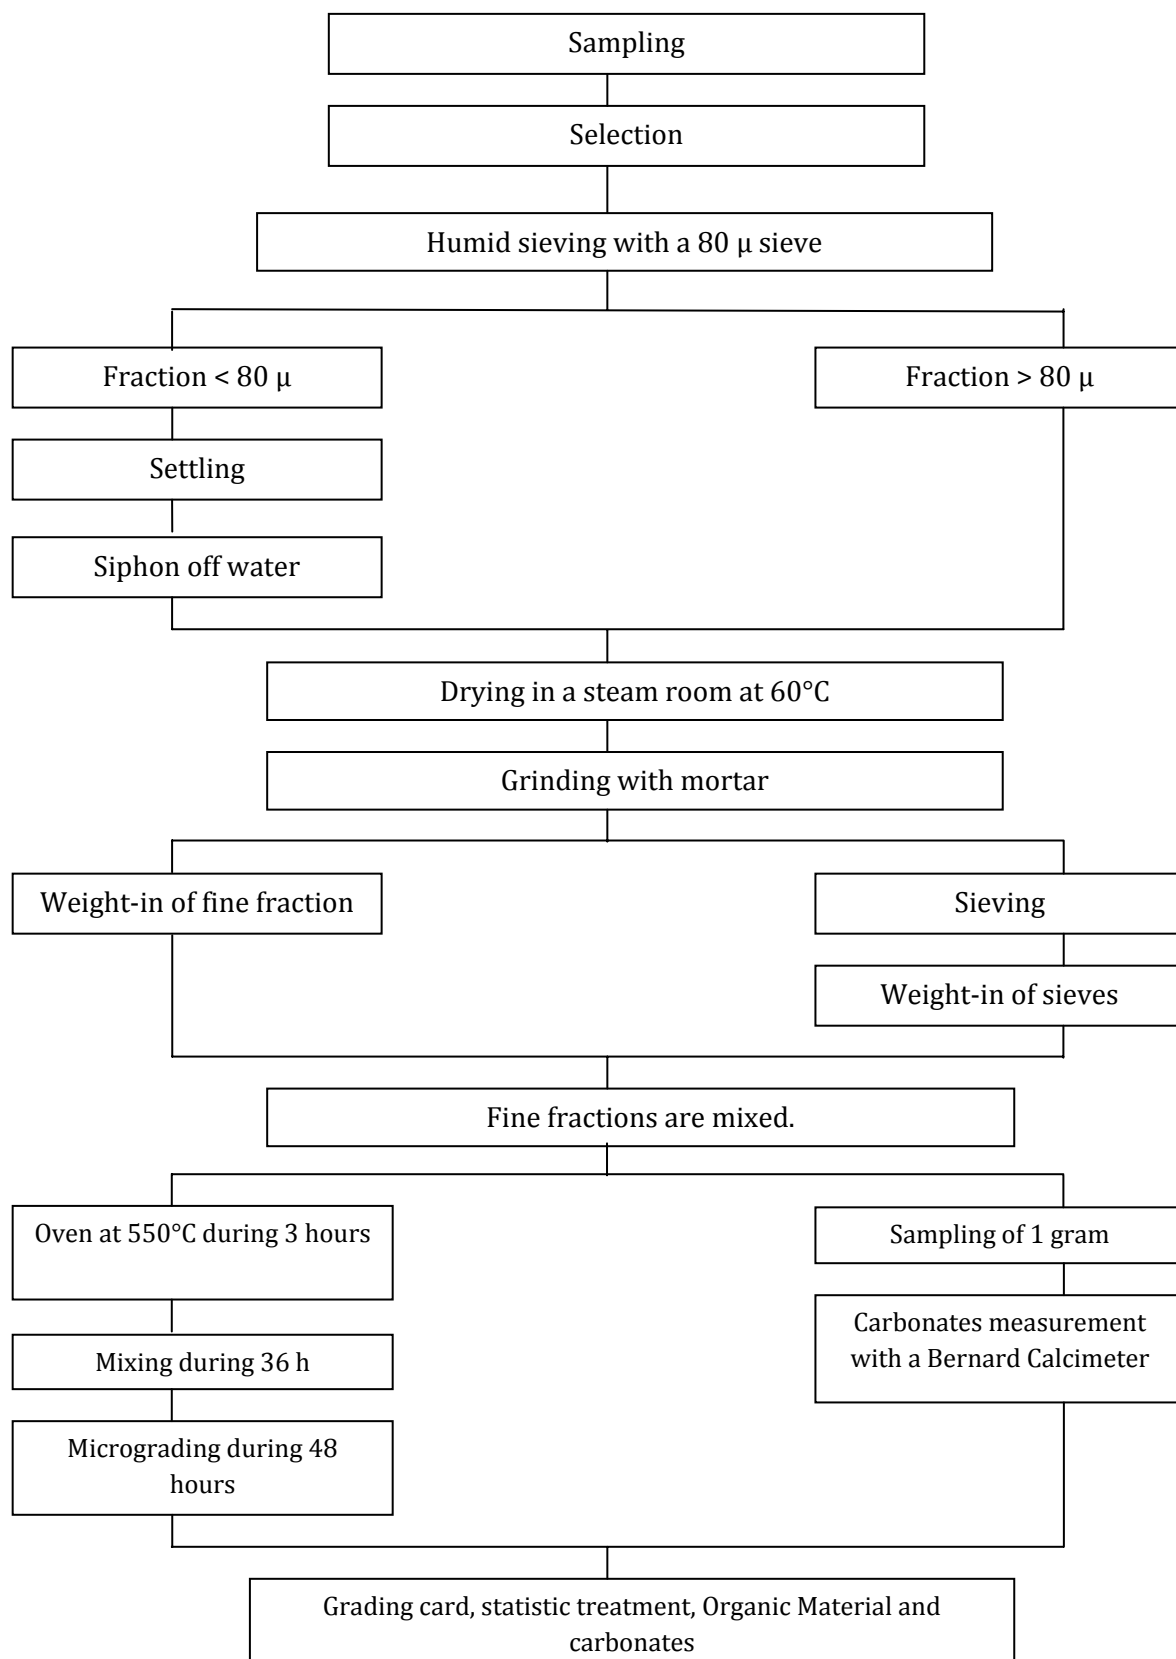 Sampling
Selection
Humid sieving with a 80 µ sieve
Fraction < 80 µ
Fraction > 80 µ
Settling
Siphon off water
Drying in a steam room at 60°C
Grinding with mortar
Weight-in of fine fraction
Sieving
Weight-in of sieves
Fine fractions are mixed.
Oven at 550°C during 3 hours
Sampling of 1 gram
Mixing during 36 h
Carbonates measurement
with a Bernard Calcimeter
Micrograding during 48
hours
Grading card, statistic treatment, Organic Material and
carbonates